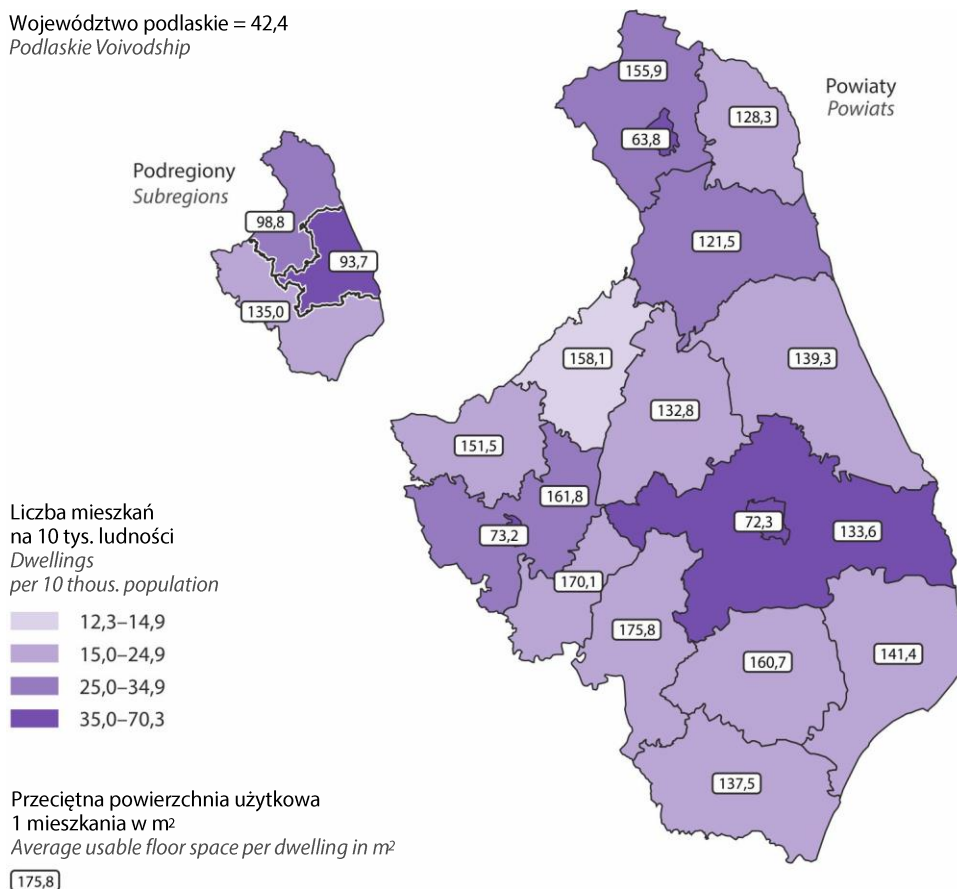 Województwo podlaskie = 42,4
Podlaskie Voivodship
Powiaty
Powiats
Podregiony
Subregions
98,8
93,7
135,0
155,9
128,3
63,8
121,5
158,1
139,3
132,8
151,5
161,8
73,2
72,3
133,6
170,1
175,8
160,7
141,4
137,5
Liczba mieszkań
na 10 tys. ludności
Dwellings
per 10 thous. population
12,3–14,9
15,0–24,9
25,0–34,9
35,0–70,3
Przeciętna powierzchnia użytkowa
1 mieszkania w m²
Average usable floor space per dwelling in m²
175,8